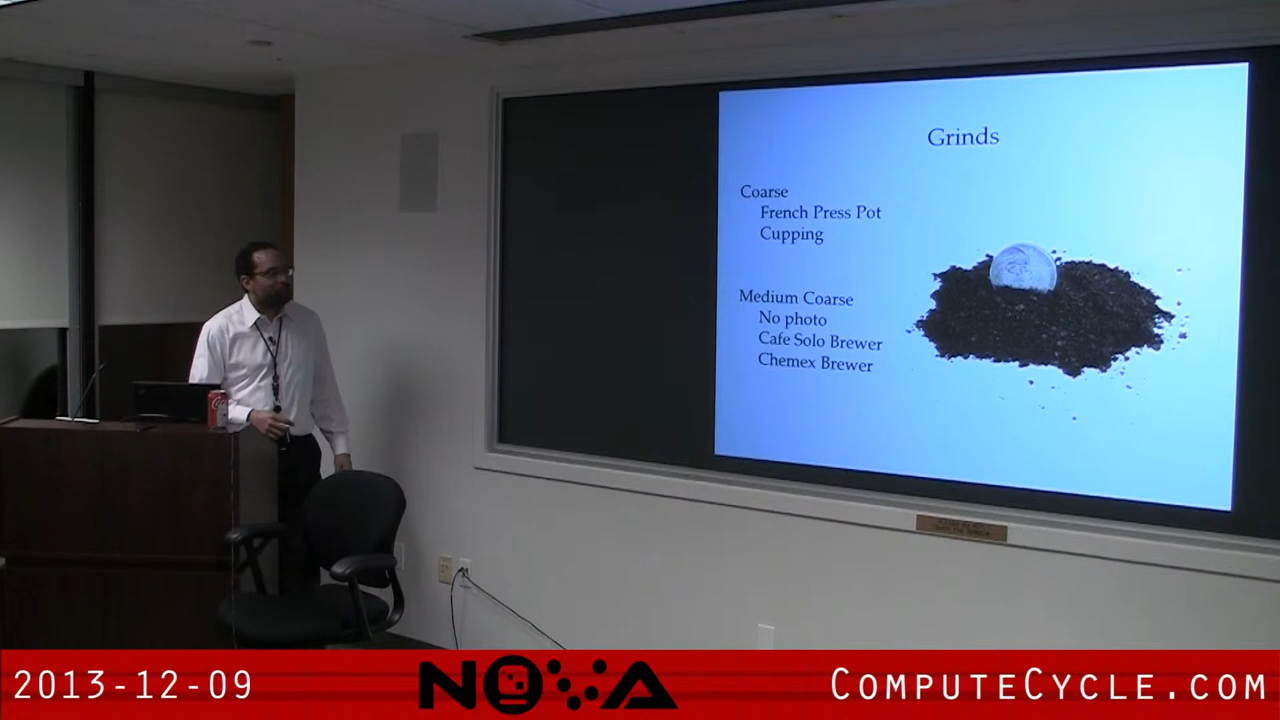 Grinds
Coarse
French Press Pot
Cupping
Medium Coarse
No photo
Cafe Solo Brewer
Chemex Brewer
2013-12-09
NOVA
COMPUTECYCLE.COM